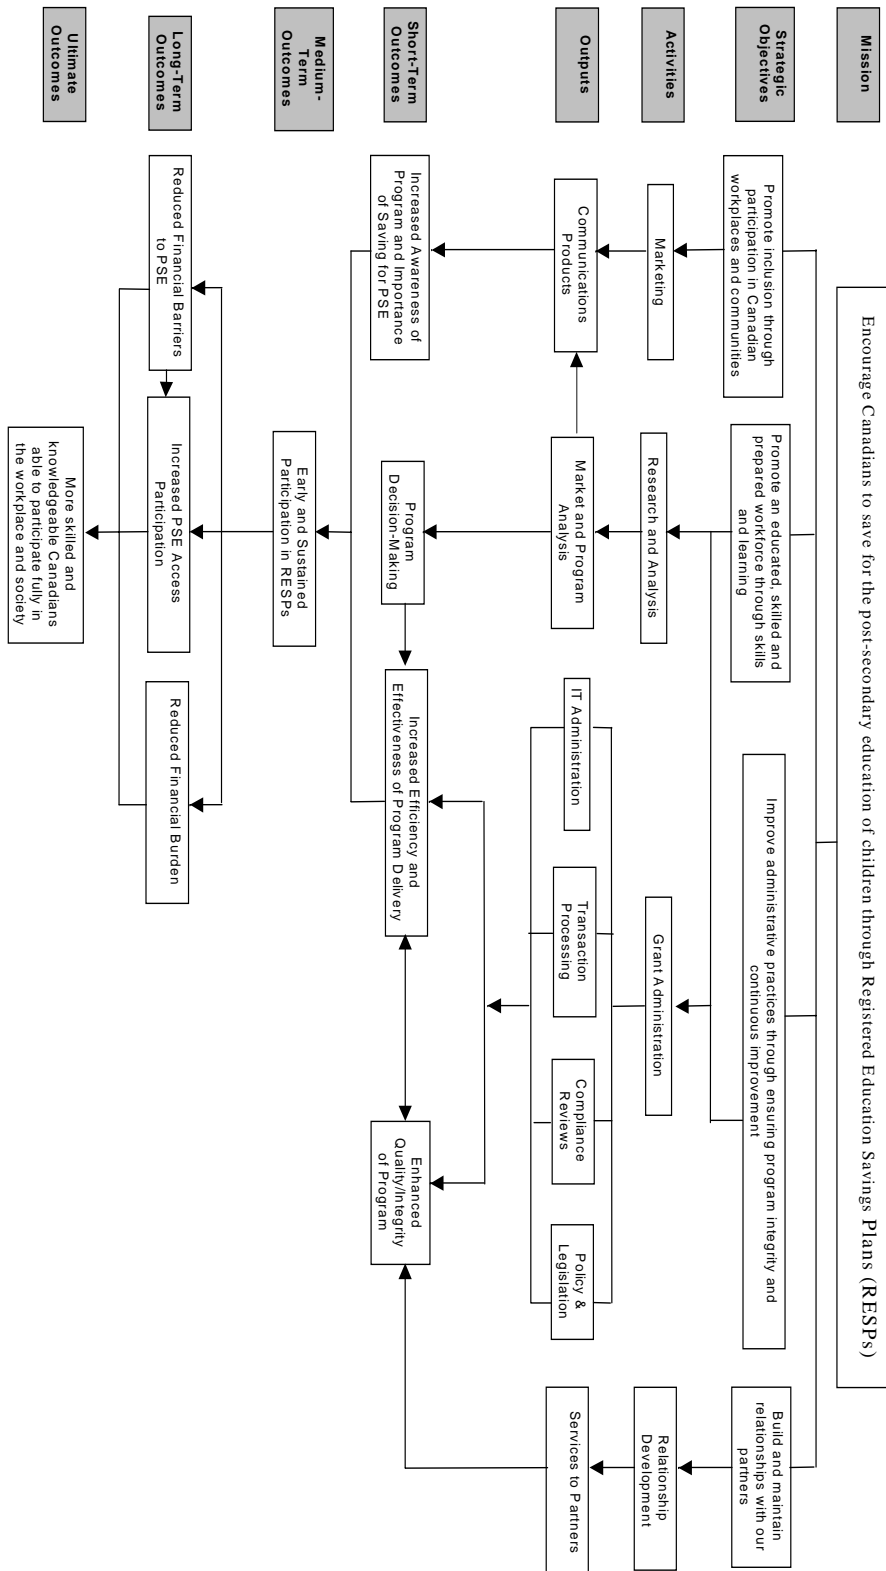 Mission
Encourage Canadians to save for the post-secondary education of children through Registered Education Savings Plans (RESPs)
Strategic
Objectives
Promote inclusion through
participation in Canadian
workplaces and communities
Promote an educated, skilled and
prepared workforce through skills
and learning
Improve administrative practices through ensuring program integrity and
continuous improvement
Build and maintain
relationships with our
partners
Activities
Marketing
Research and Analysis
Grant Administration
Relationship
Development
Outputs
Communications
Products
Market and Program
Analysis
IT Administration
Transaction
Processing
Compliance
Reviews
Policy &
Legislation
Services to Partners
Short-Term
Outcomes
Increased Awareness of
Program and Importance
of Saving for PSE
Program
Decision-Making
Increased Efficiency and
Effectiveness of Program Delivery
Enhanced
Quality/Integrity
of Program
Medium-
Term
Outcomes
Early and Sustained
Participation in RESPs
Long-Term
Outcomes
Reduced Financial Barriers
to PSE
Increased PSE Access
Participation
Reduced Financial Burden
Ultimate
Outcomes
More skilled and
knowledgeable Canadians
able to participate fully in
the workplace and society